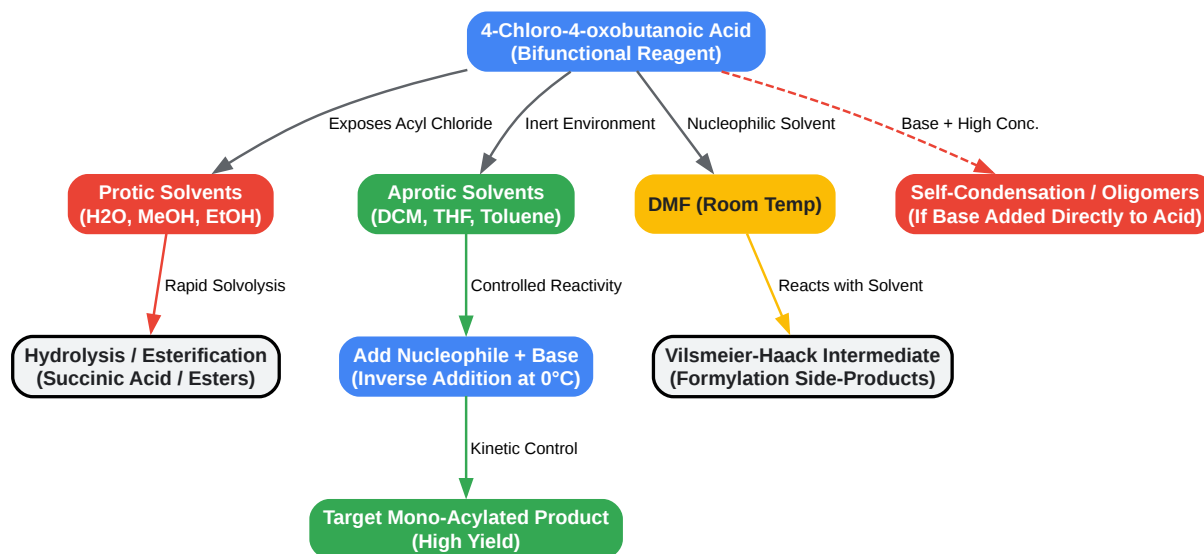 4-Chloro-4-oxobutanoic Acid
(Bifunctional Reagent)
Exposes Acyl Chloride
Inert Environment
Nucleophilic Solvent
Base + High Conc.
Protic Solvents
(H2O, MeOH, EtOH)
Aprotic Solvents
(DCM, THF, Toluene)
DMF (Room Temp)
Self-Condensation / Oligomers
(If Base Added Directly to Acid)
Rapid Solvolysis
Controlled Reactivity
Reacts with Solvent
Hydrolysis / Esterification
(Succinic Acid / Esters)
Add Nucleophile + Base
(Inverse Addition at 0°C)
Vilsmeier-Haack Intermediate
(Formylation Side-Products)
Kinetic Control
Target Mono-Acylated Product
(High Yield)